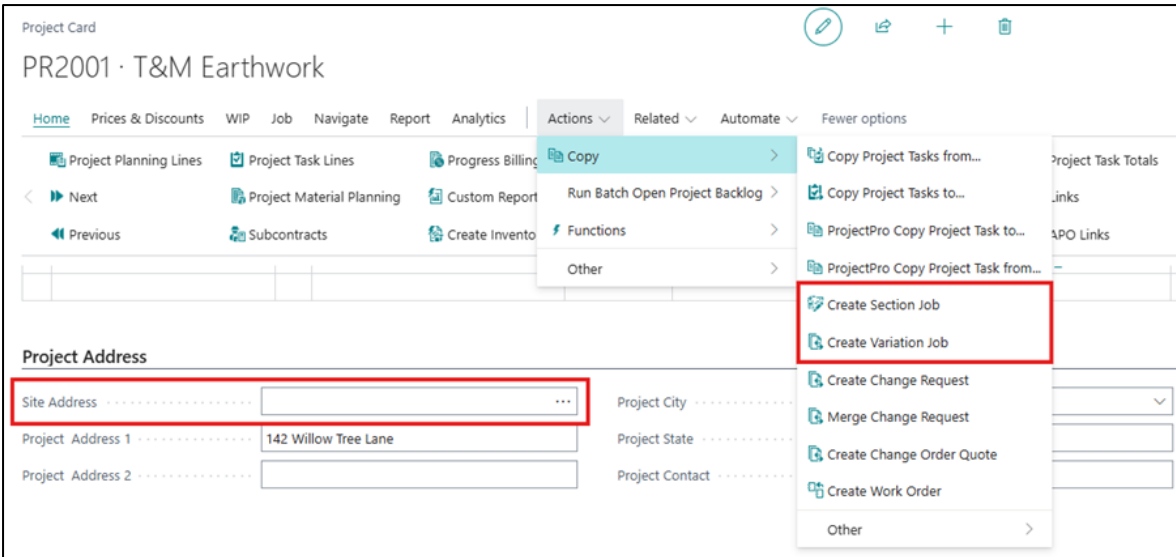 Project Card
PR2001 · T&M Earthwork
Home Prices & Discounts WIP Job Navigate Report Analytics Actions Related Automate Fewer options
Project Planning Lines Project Task Lines Progress Billing Copy Copy Project Tasks from... Project Task Totals
Next Project Material Planning Custom Report Run Batch Open Project Backlog Copy Project Tasks to... Links
Previous Subcontracts Create Invento Functions ProjectPro Copy Project Task to... APO Links
Other ProjectPro Copy Project Task from...
Create Section Job
Create Variation Job
Project Address
Create Change Request
Site Address ... Project City
Merge Change Request
Project Address 1 142 Willow Tree Lane Project State
Create Change Order Quote
Project Address 2 Project Contact
Create Work Order
Other